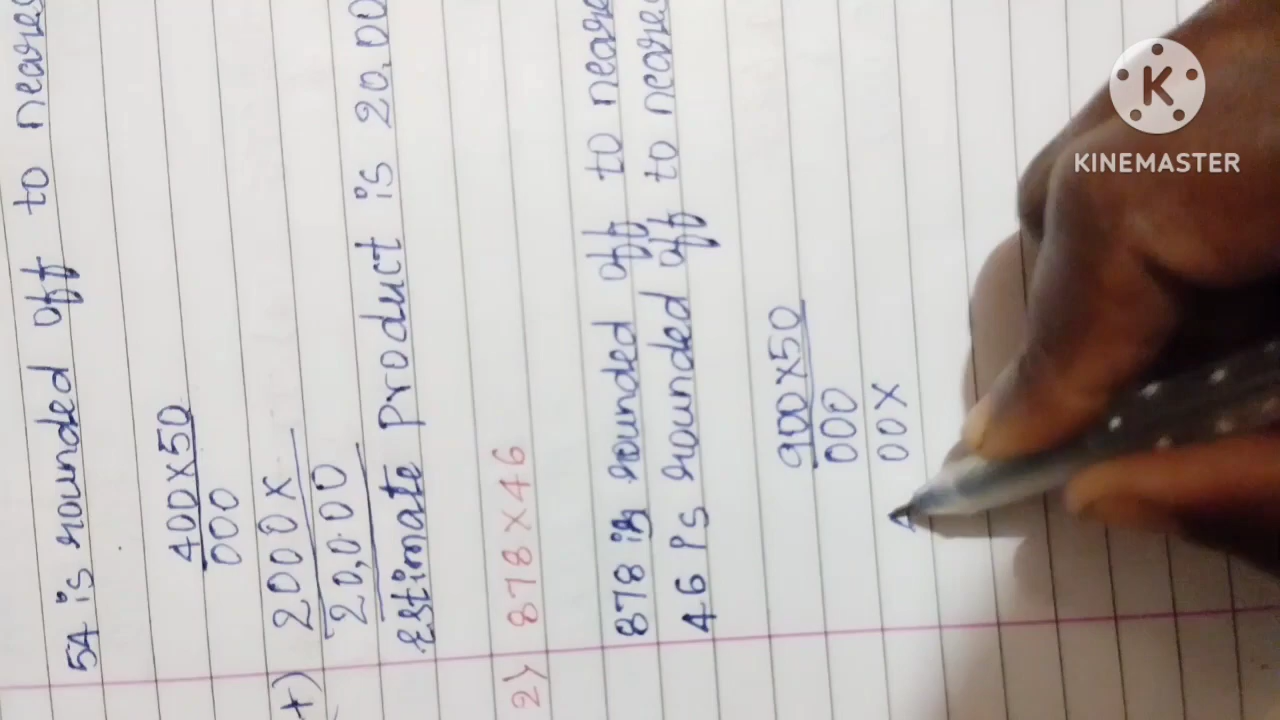 54 is rounded off to neares
400 x 50
000
+) 2000 x
20,000
Estimate product is 20,00
2) 878 x 46
878 is rounded off to neare
46 is rounded off to neares
900 x 50
000
00x
K
KINEMASTER